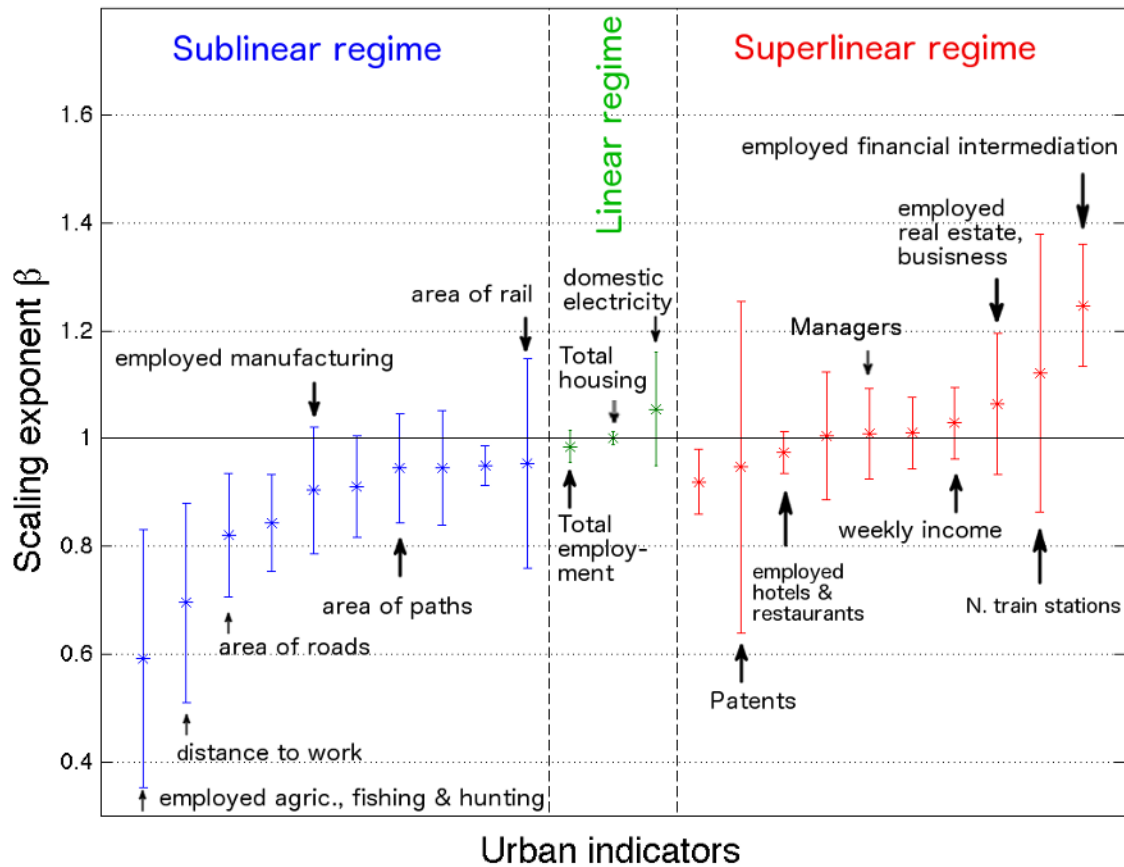 Sublinear regime
Linear regime
Superlinear regime
1.6
1.4
1.2
1
0.8
0.6
0.4
Scaling exponent β
employed financial intermediation
employed
real estate,
busisness
domestic
electricity
area of rail
Managers
employed manufacturing
Total
housing
Total
employ-
ment
weekly income
employed
hotels &
restaurants
N. train stations
area of paths
area of roads
Patents
distance to work
employed agric., fishing & hunting
Urban indicators